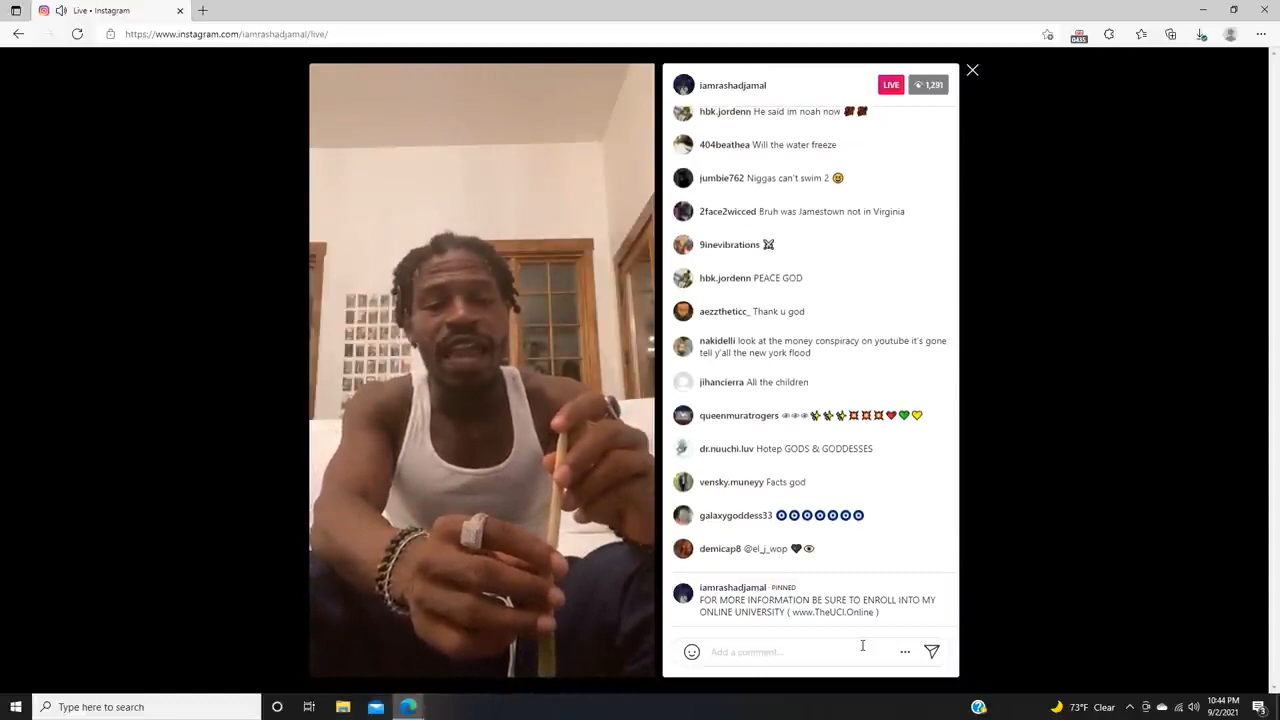 Live • Instagram
https://www.instagram.com/iamrashadjamal/live/
0435
iamrashadjamal
LIVE
1,291
hbk.jordenn He said im noah now
404beathea Will the water freeze
jumbie762 Niggas can't swim 2
2face2wicced Bruh was Jamestown not in Virginia
9inevibrations
hbk.jordenn PEACE GOD
aezztheticc_ Thank u god
nakidelli look at the money conspiracy on youtube it's gone
tell y'all the new york flood
jihancierra All the children
queenmuratrogers
dr.nuuchi.luv Hotep GODS & GODDESSES
vensky.muneyy Facts god
galaxygoddess33
demicap8 @el_j_wop
iamrashadjamal · PINNED
FOR MORE INFORMATION BE SURE TO ENROLL INTO MY
ONLINE UNIVERSITY ( www.TheUCI.Online )
Add a comment...
Type here to search
73°F Clear
10:44 PM
9/2/2021